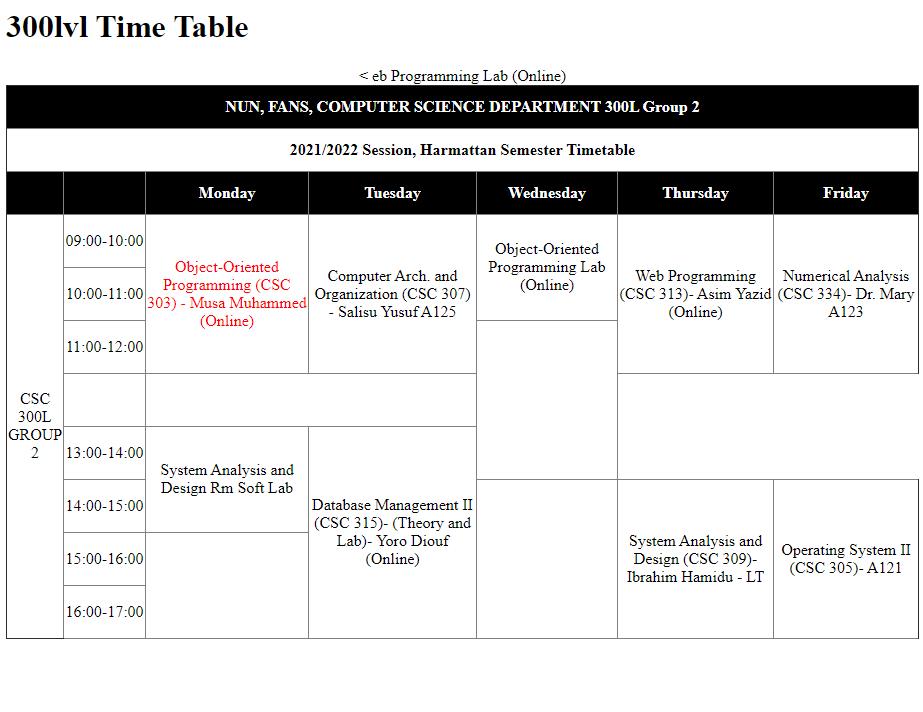 300lvl Time Table
< eb Programming Lab (Online)
NUN, FANS, COMPUTER SCIENCE DEPARTMENT 300L Group 2
2021/2022 Session, Harmattan Semester Timetable
Monday
Tuesday
Wednesday
Thursday
Friday
CSC
300L
GROUP
2
09:00-10:00
Object-Oriented
Programming (CSC
303) - Musa Muhammed
(Online)
Computer Arch. and
Organization (CSC 307)
- Salisu Yusuf A125
Object-Oriented
Programming Lab
(Online)
Web Programming
(CSC 313)- Asim Yazid
(Online)
Numerical Analysis
(CSC 334)- Dr. Mary
A123
10:00-11:00
11:00-12:00
13:00-14:00
System Analysis and
Design Rm Soft Lab
Database Management II
(CSC 315)- (Theory and
Lab)- Yoro Diouf
(Online)
14:00-15:00
System Analysis and
Design (CSC 309)-
Ibrahim Hamidu - LT
Operating System II
(CSC 305)- A121
15:00-16:00
16:00-17:00